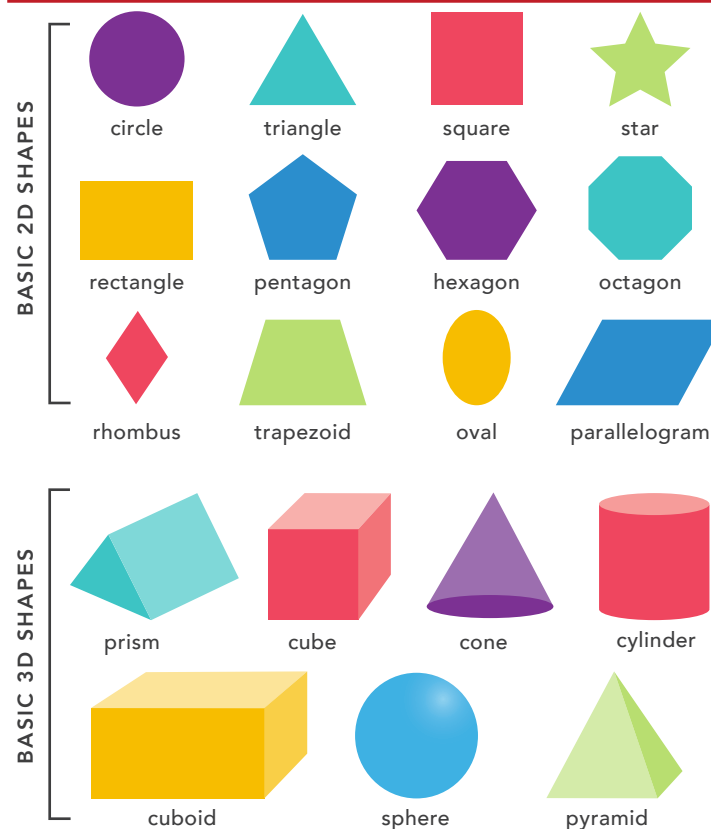 BASIC 2D SHAPES
circle
triangle
square
star
rectangle
pentagon
hexagon
octagon
rhombus
trapezoid
oval
parallelogram
BASIC 3D SHAPES
prism
cube
cone
cylinder
cuboid
sphere
pyramid